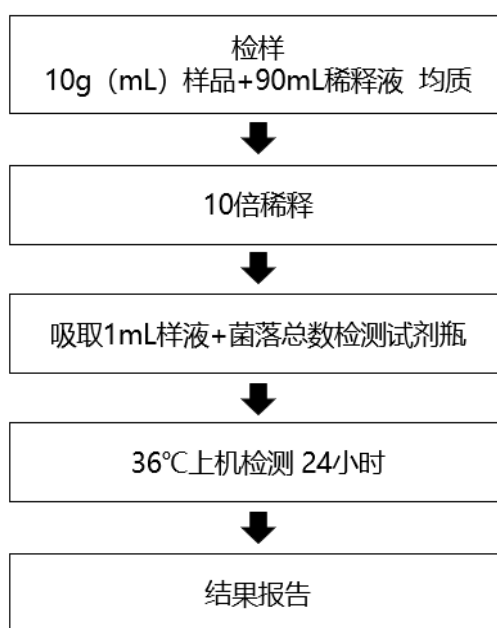 检样
10g（mL）样品+90mL稀释液 均质
10倍稀释
吸取1mL样液+菌落总数检测试剂瓶
36℃上机检测 24小时
结果报告